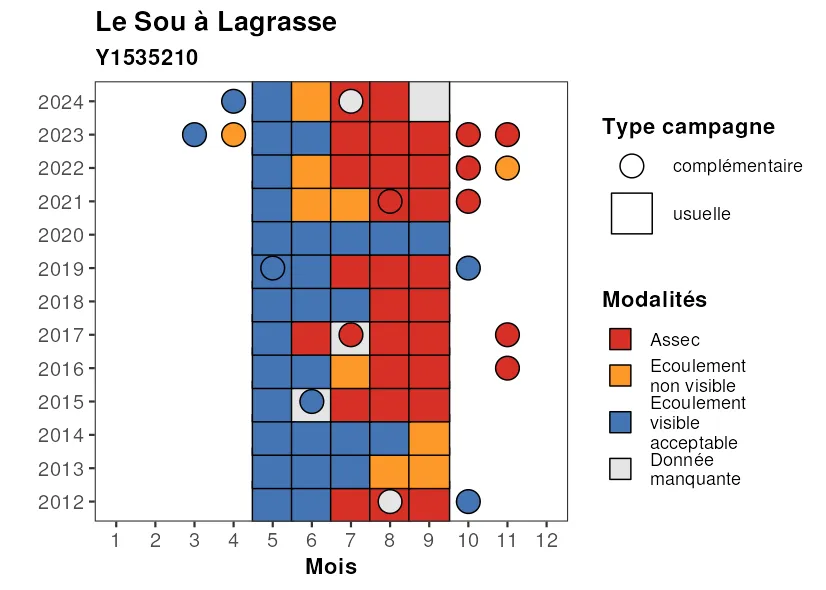 Le Sou à Lagrasse
Y1535210
2024
2023
2022
2021
2020
2019
2018
2017
2016
2015
2014
2013
2012
1 2 3 4 5 6 7 8 9 10 11 12
Mois
Type campagne
complémentaire
usuelle
Modalités
Assec
Ecoulement
non visible
Ecoulement
visible
acceptable
Donnée
manquante